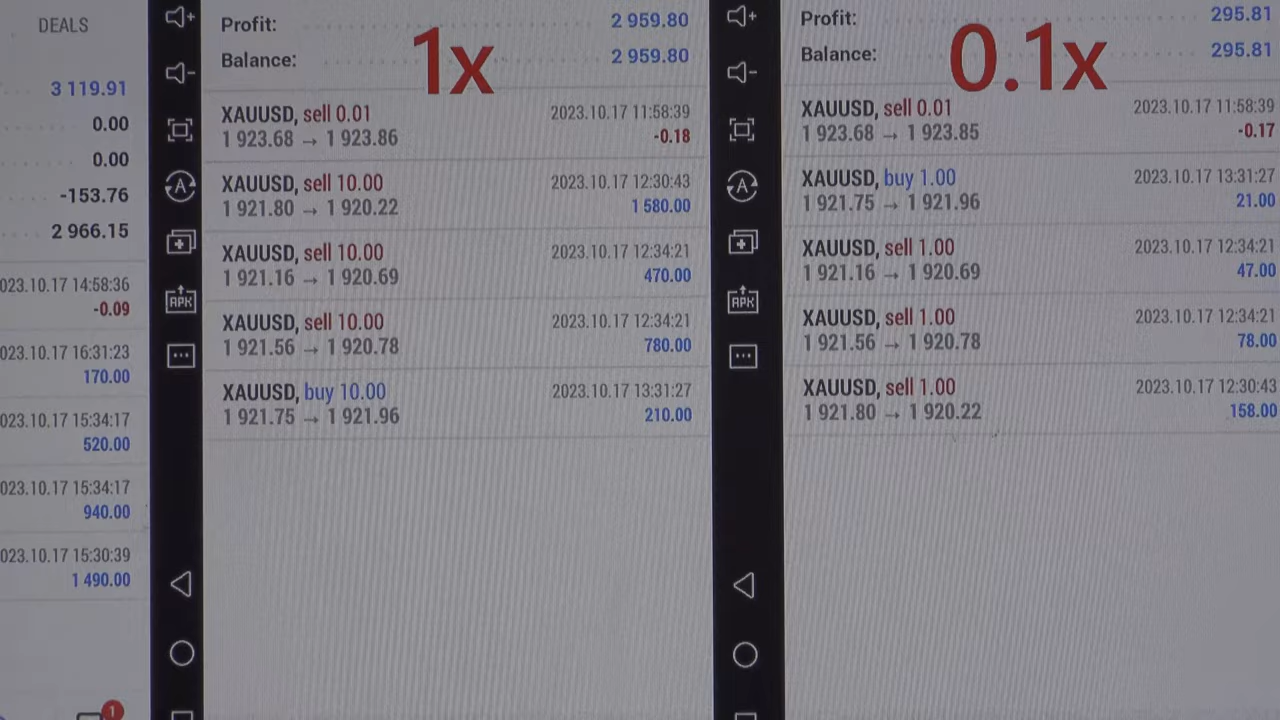 DEALS
3 119.91
0.00
0.00
-153.76
2 966.15
023.10.17 14:58:36
-0.09
023.10.17 16:31:23
170.00
023.10.17 15:34:17
520.00
023.10.17 15:34:17
940.00
023.10.17 15:30:39
1 490.00
1
A
APK
Profit: 2 959.80
Balance: 2 959.80
1x
XAUUSD, sell 0.01 2023.10.17 11:58:39
1 923.68 → 1 923.86 -0.18
XAUUSD, sell 10.00 2023.10.17 12:30:43
1 921.80 → 1 920.22 1 580.00
XAUUSD, sell 10.00 2023.10.17 12:34:21
1 921.16 → 1 920.69 470.00
XAUUSD, sell 10.00 2023.10.17 12:34:21
1 921.56 → 1 920.78 780.00
XAUUSD, buy 10.00 2023.10.17 13:31:27
1 921.75 → 1 921.96 210.00
A
APK
Profit: 295.81
Balance: 295.81
0.1x
XAUUSD, sell 0.01 2023.10.17 11:58:39
1 923.68 → 1 923.85 -0.17
XAUUSD, buy 1.00 2023.10.17 13:31:27
1 921.75 → 1 921.96 21.00
XAUUSD, sell 1.00 2023.10.17 12:34:21
1 921.16 → 1 920.69 47.00
XAUUSD, sell 1.00 2023.10.17 12:34:21
1 921.56 → 1 920.78 78.00
XAUUSD, sell 1.00 2023.10.17 12:30:43
1 921.80 → 1 920.22 158.00